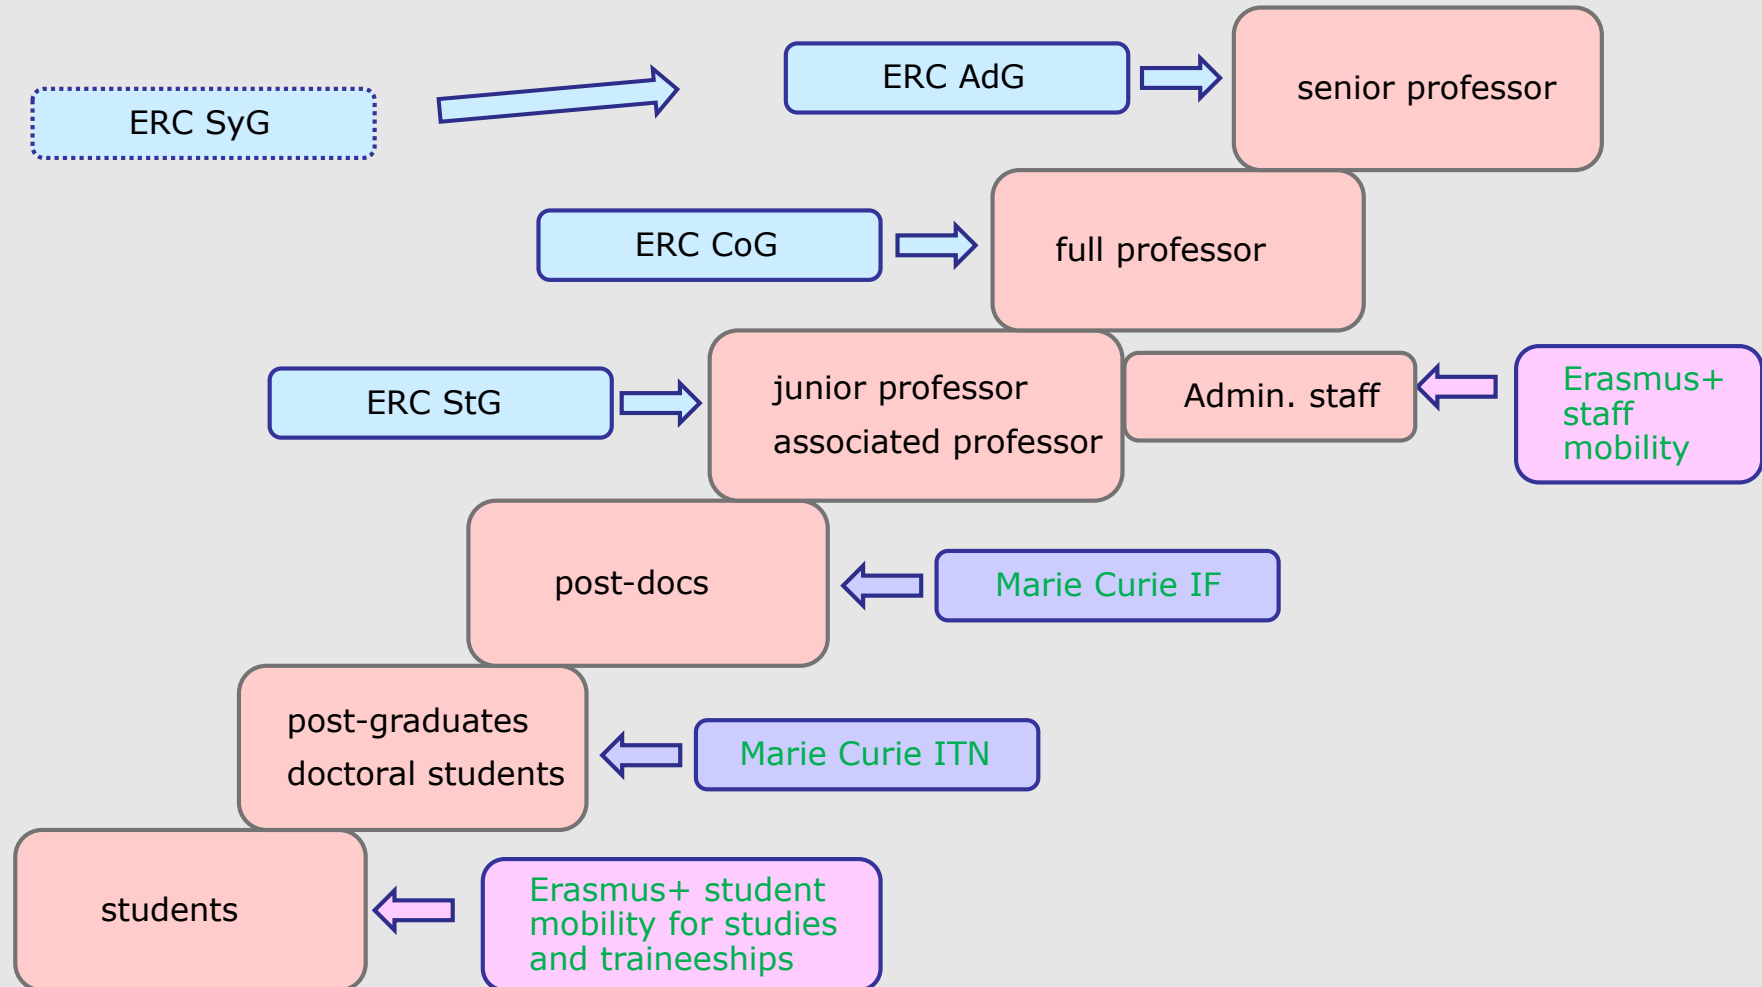 ERC AdG
senior professor
ERC SyG
ERC CoG
full professor
ERC StG
junior professor
associated professor
Admin. staff
Erasmus+
staff
mobility
post-docs
Marie Curie IF
post-graduates
doctoral students
Marie Curie ITN
students
Erasmus+ student
mobility for studies
and traineeships